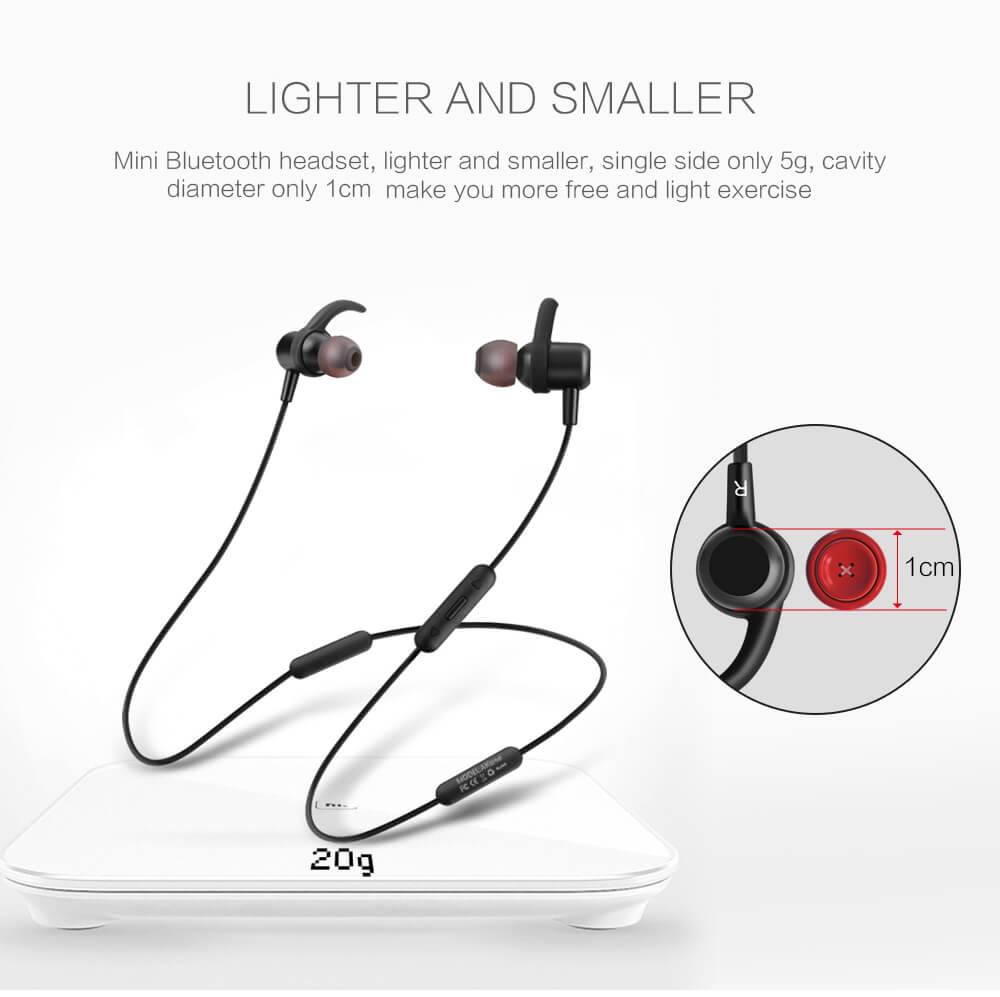 LIGHTER AND SMALLER
Mini Bluetooth headset, lighter and smaller, single side only 5g, cavity
diameter only 1cm make you more free and light exercise
R
1cm
20g